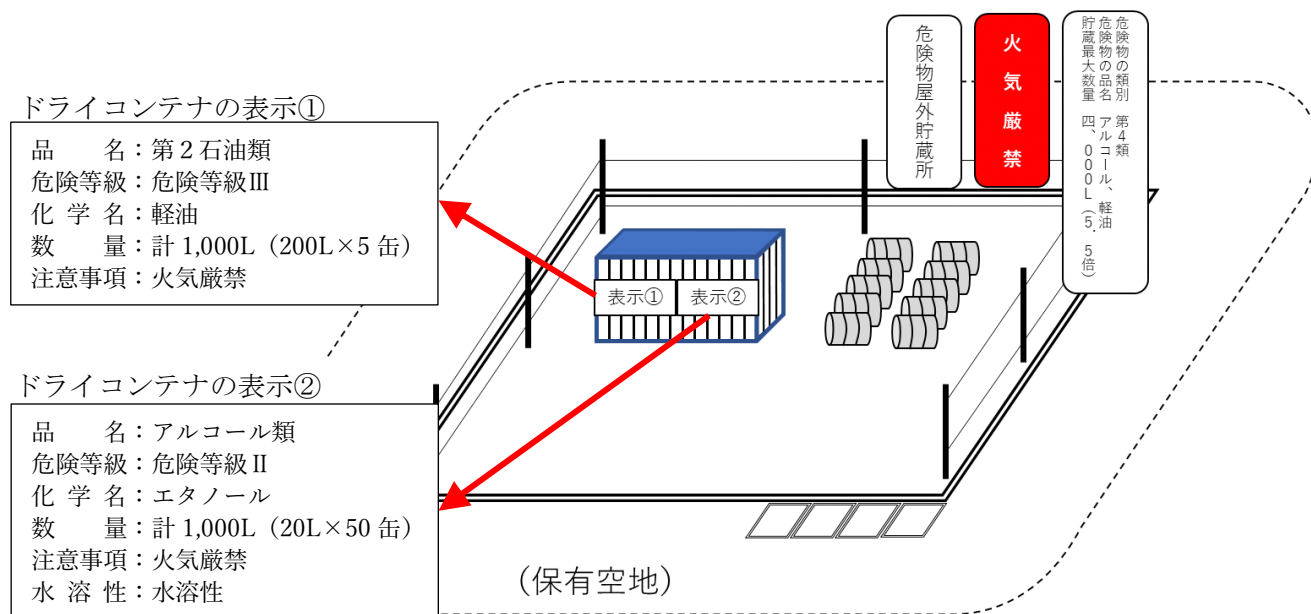 危険物屋外貯蔵所
火気厳禁
危険物の類別 第4類
危険物の品名 アルコール、軽油
貯蔵最大数量 四、000L(5.5倍)
ドライコンテナの表示①
品 名:第2石油類
危険等級:危険等級Ⅲ
化 学 名:軽油
数 量:計 1,000L(200L×5 缶)
注意事項:火気厳禁
表示①
表示②
ドライコンテナの表示②
品 名:アルコール類
危険等級:危険等級Ⅱ
化 学 名:エタノール
数 量:計 1,000L(20L×50 缶)
注意事項:火気厳禁
水 溶 性:水溶性
(保有空地)